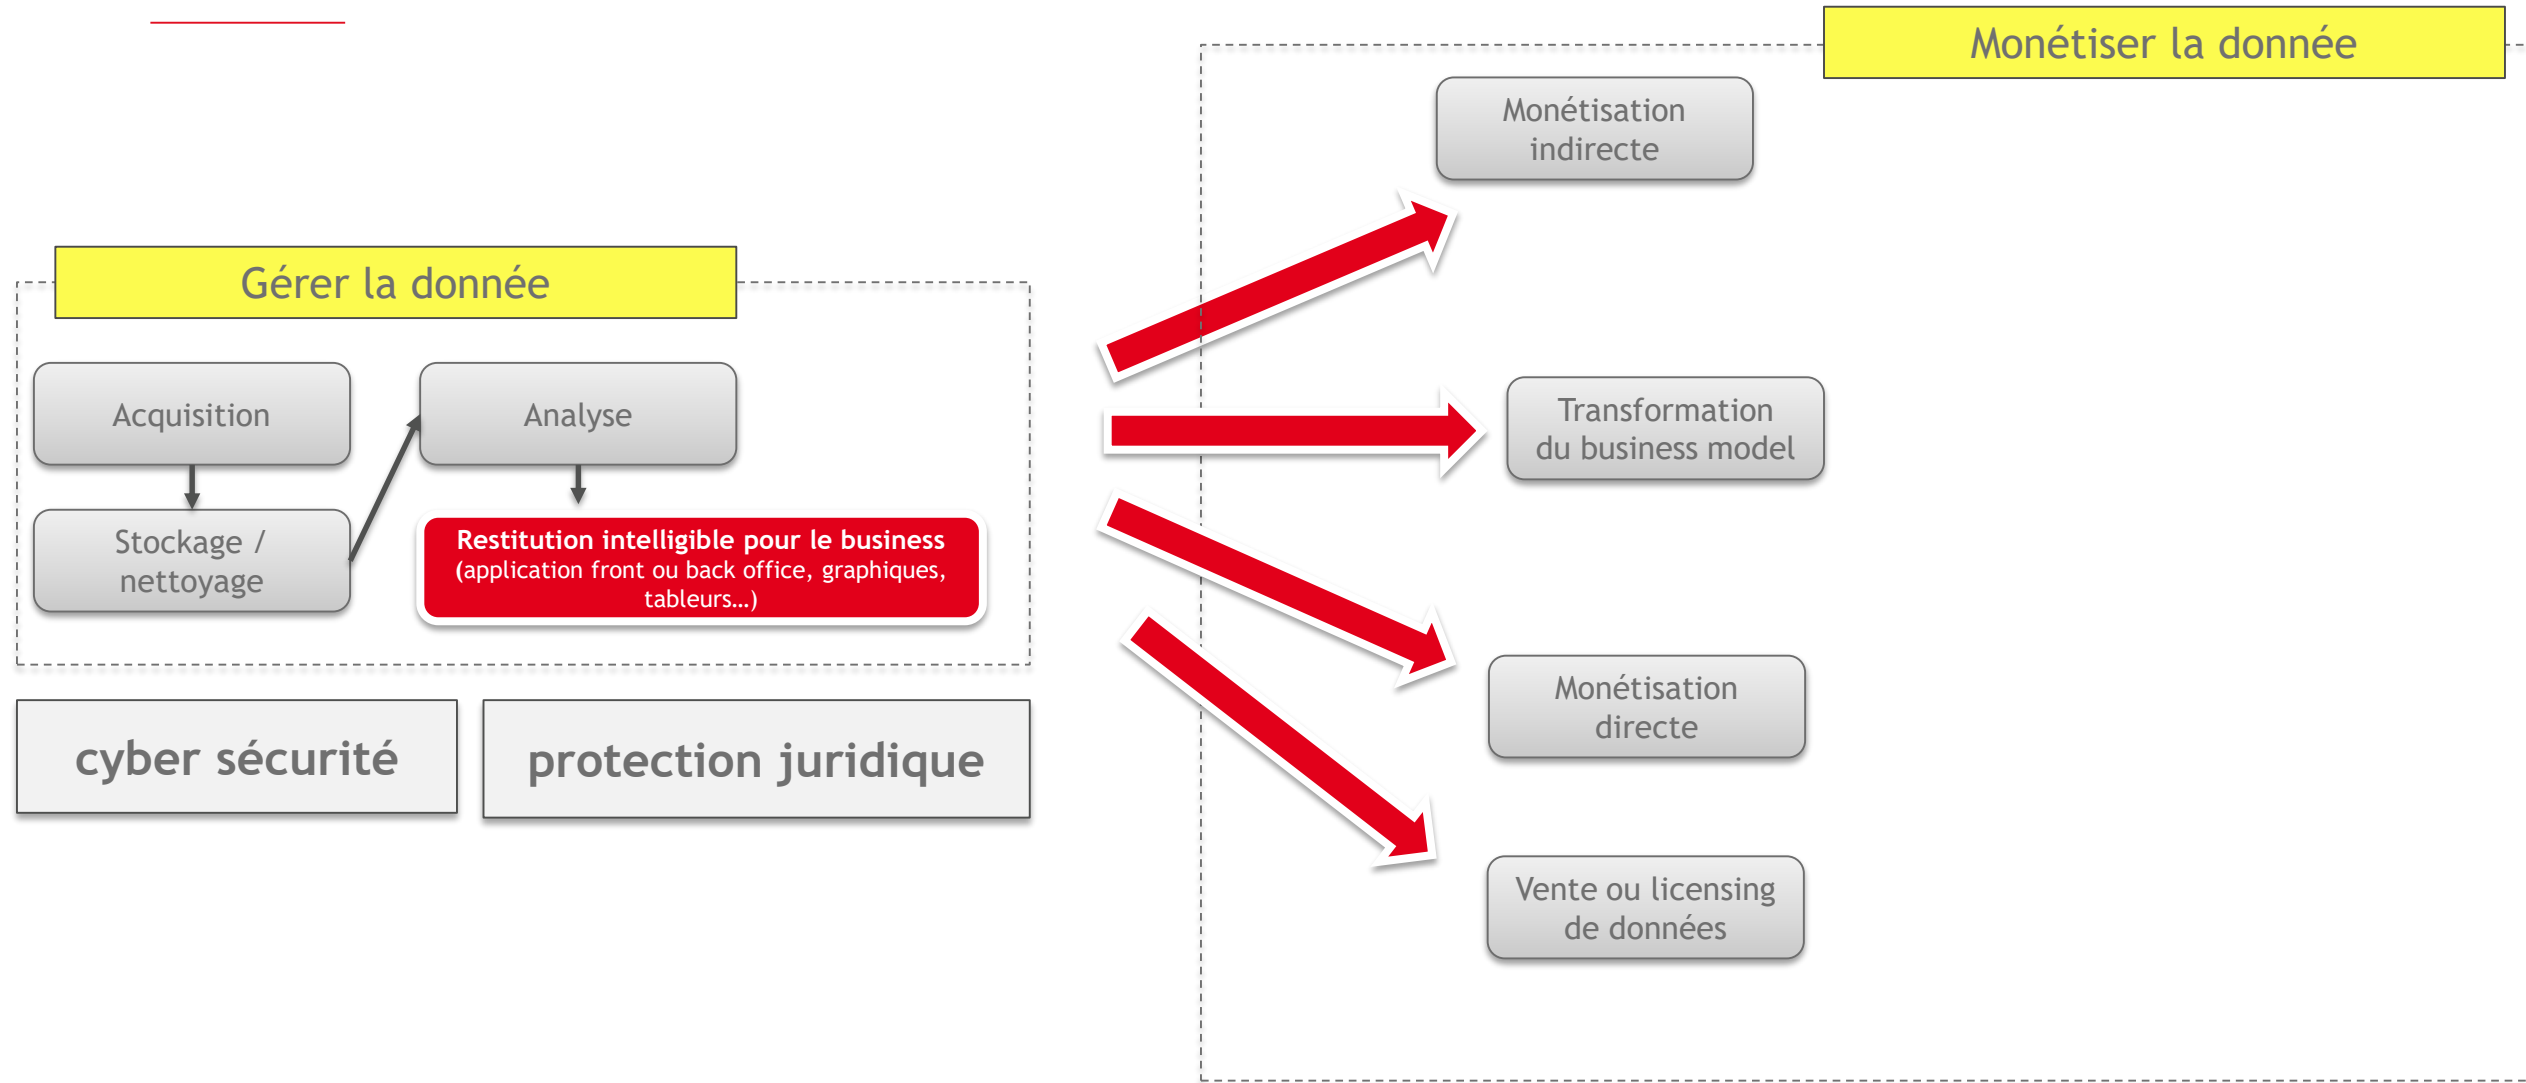 Monétiser la donnée
Monétisation
indirecte
Gérer la donnée
Acquisition
Analyse
Stockage /
nettoyage
Restitution intelligible pour le business
(application front ou back office, graphiques,
tableurs…)
Transformation
du business model
Monétisation
directe
cyber sécurité
protection juridique
Vente ou licensing
de données